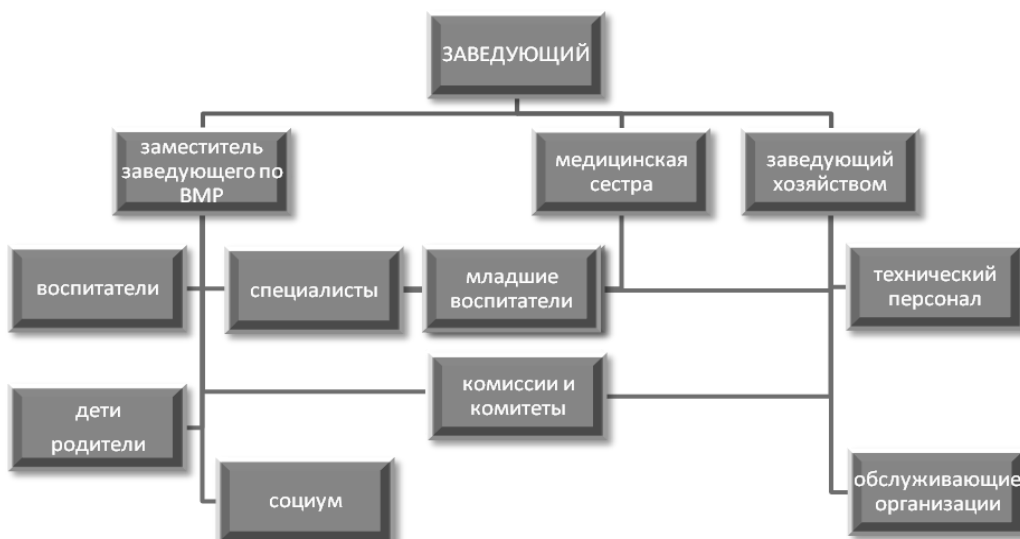 ЗАВЕДУЮЩИЙ
заместитель
заведующего по
ВМР
медицинская
сестра
заведующий
хозяйством
воспитатели
специалисты
младшие
воспитатели
технический
персонал
дети
родители
комиссии и
комитеты
социум
обслуживающие
организации